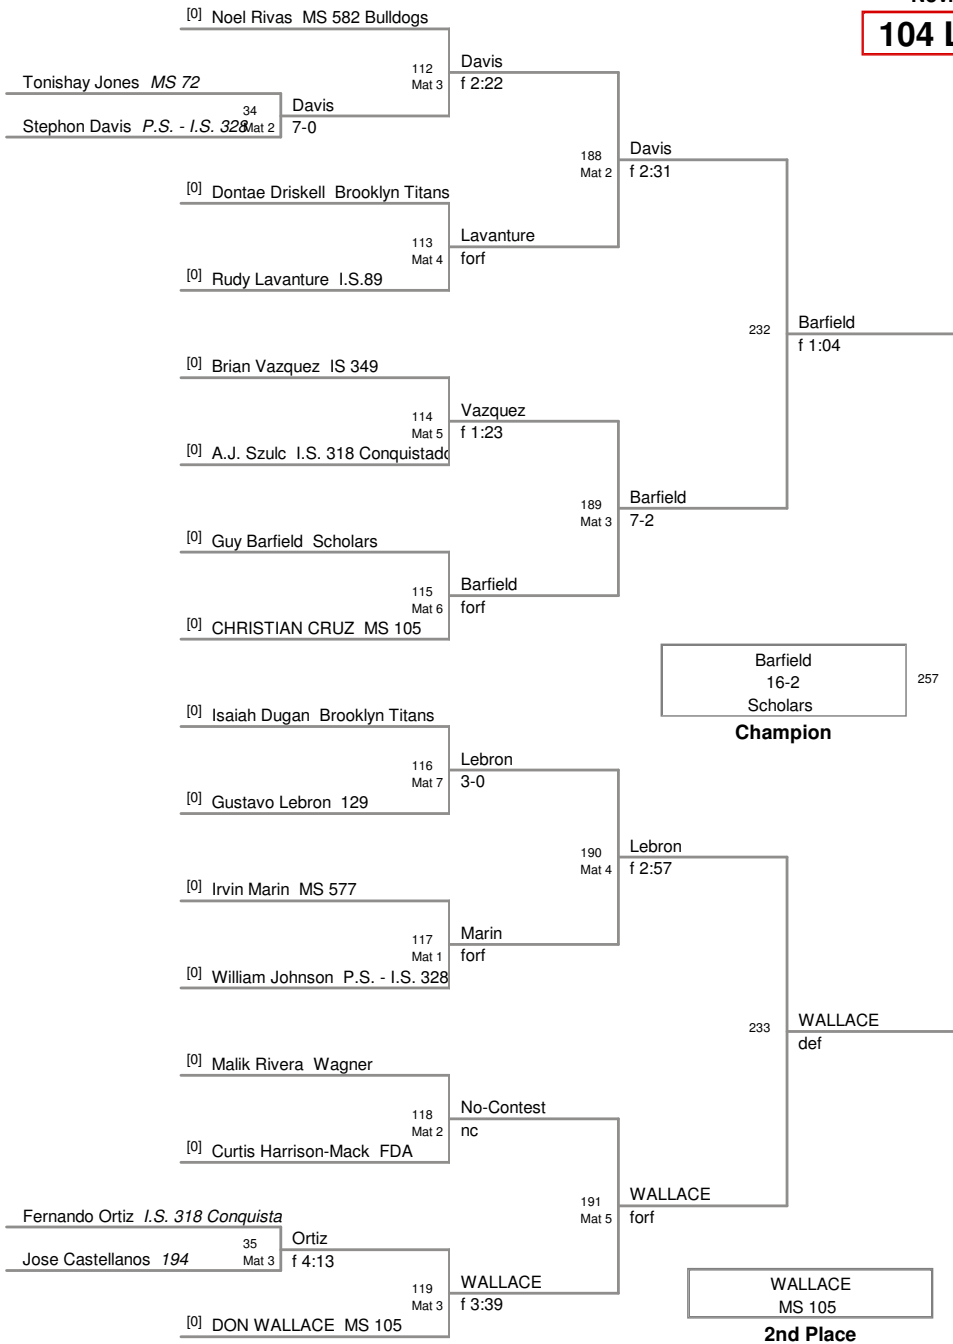 104
[0] Noel Rivas MS 582 Bulldogs
112
Mat 3
Davis
f 2:22
Tonishay Jones MS 72
34
Mat 2
Davis
7-0
Stephon Davis P.S. - I.S. 328
188
Mat 2
Davis
f 2:31
[0] Dontae Driskell Brooklyn Titans
113
Mat 4
Lavanture
forf
[0] Rudy Lavanture I.S.89
232
Barfield
f 1:04
[0] Brian Vazquez IS 349
114
Mat 5
Vazquez
f 1:23
[0] A.J. Szulc I.S. 318 Conquistado
189
Mat 3
Barfield
7-2
[0] Guy Barfield Scholars
115
Mat 6
Barfield
forf
[0] CHRISTIAN CRUZ MS 105
Barfield
16-2
Scholars
257
Champion
[0] Isaiah Dugan Brooklyn Titans
116
Mat 7
Lebron
3-0
[0] Gustavo Lebron 129
190
Mat 4
Lebron
f 2:57
[0] Irvin Marin MS 577
117
Mat 1
Marin
forf
[0] William Johnson P.S. - I.S. 328
233
WALLACE
def
[0] Malik Rivera Wagner
118
Mat 2
No-Contest
nc
[0] Curtis Harrison-Mack FDA
191
Mat 5
WALLACE
forf
Fernando Ortiz I.S. 318 Conquista
35
Mat 3
Ortiz
f 4:13
Jose Castellanos 194
119
Mat 3
WALLACE
f 3:39
[0] DON WALLACE MS 105
WALLACE
MS 105
2nd Place